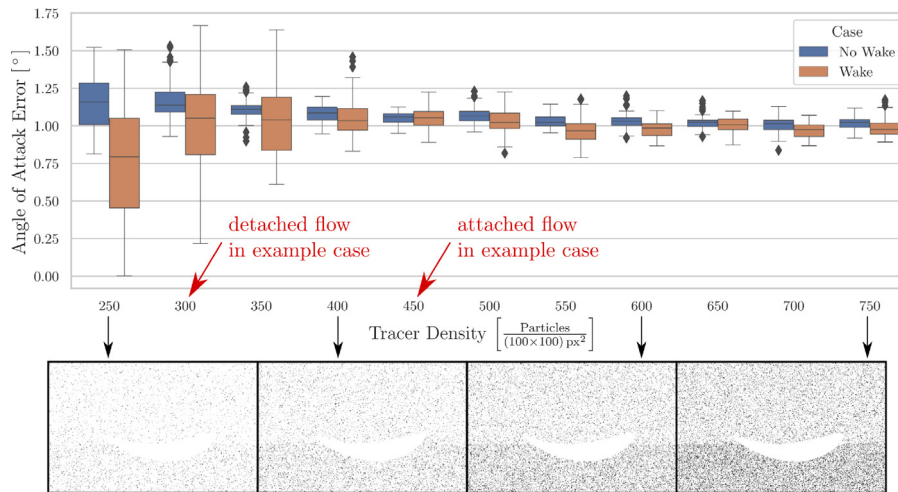 1.75
1.50
1.25
1.00
0.75
0.50
0.25
0.00
Angle of Attack Error [°]
Case
No Wake
Wake
detached flow
in example case
attached flow
in example case
250 300 350 400 450 500 550 600 650 700 750
Tracer Density [Particles / (100×100) px²]